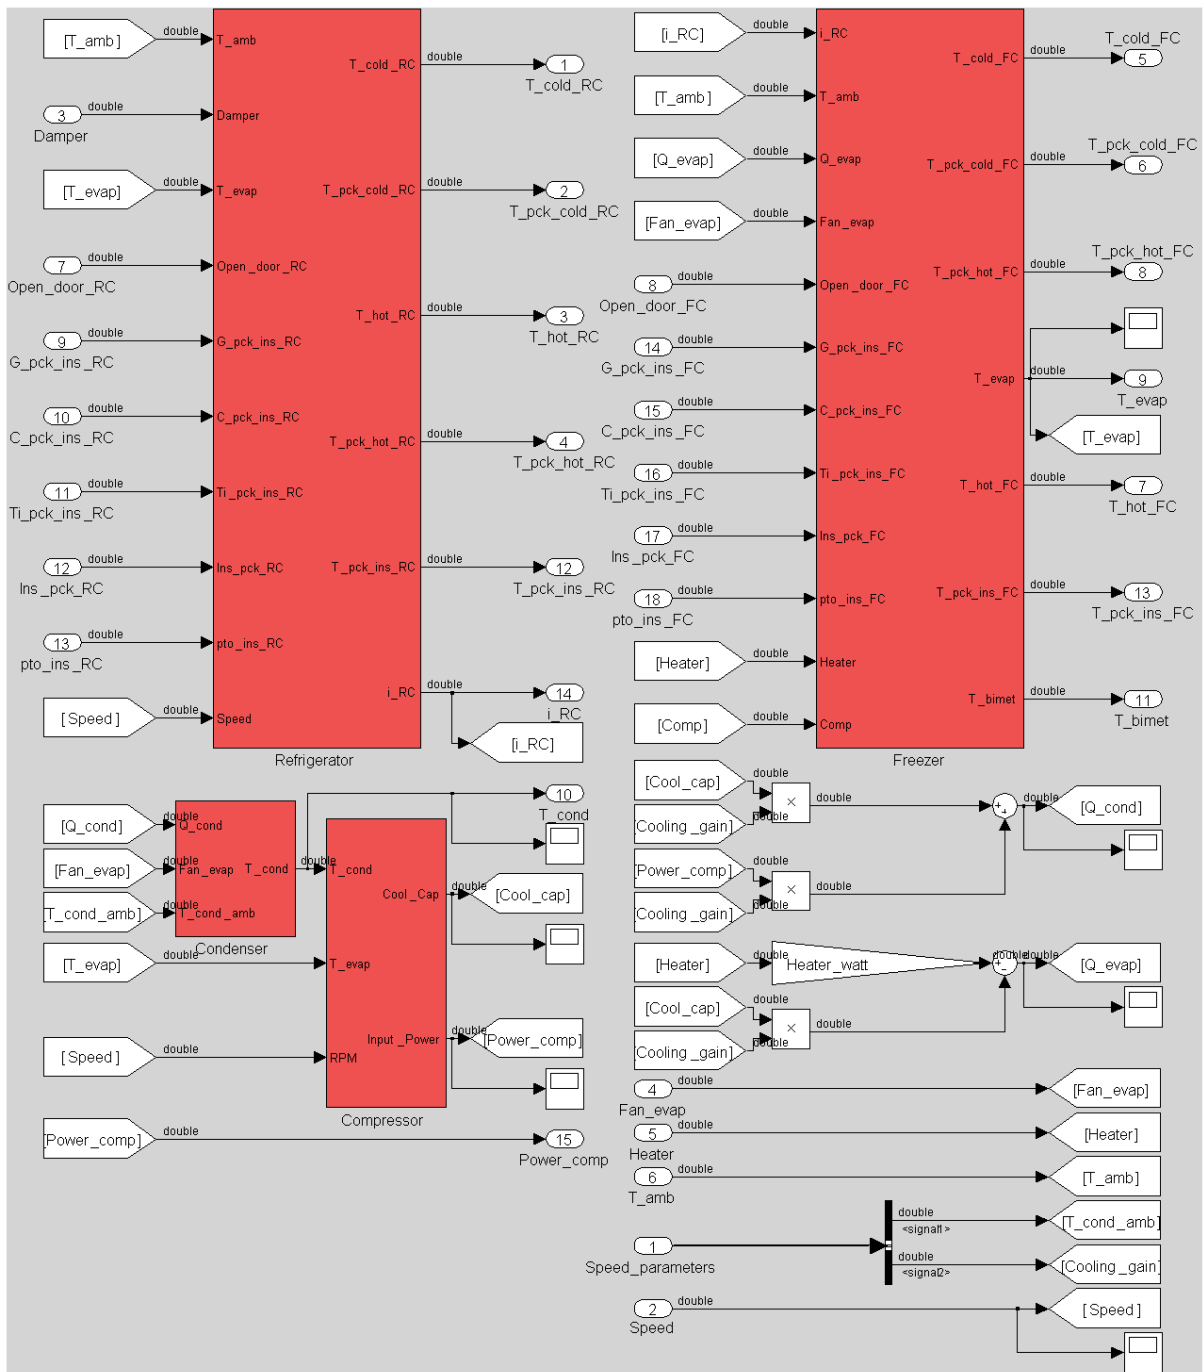 [T_amb]
double
T_amb
3
Damper
double
Damper
[T_evap]
double
T_evap
7
Open_door_RC
double
Open_door_RC
9
G_pck_ins_RC
double
G_pck_ins_RC
10
C_pck_ins_RC
double
C_pck_ins_RC
11
Ti_pck_ins_RC
double
Ti_pck_ins_RC
12
Ins_pck_RC
double
Ins_pck_RC
13
pto_ins_RC
double
pto_ins_RC
[Speed]
double
Speed
T_cold_RC
double
1
T_cold_RC
T_pck_cold_RC
double
2
T_pck_cold_RC
T_hot_RC
double
3
T_hot_RC
T_pck_hot_RC
double
4
T_pck_hot_RC
T_pck_ins_RC
double
12
T_pck_ins_RC
i_RC
double
14
i_RC
[i_RC]
Refrigerator
[i_RC]
double
i_RC
[T_amb]
double
T_amb
[Q_evap]
double
Q_evap
[Fan_evap]
double
Fan_evap
8
Open_door_FC
double
Open_door_FC
14
G_pck_ins_FC
double
G_pck_ins_FC
15
C_pck_ins_FC
double
C_pck_ins_FC
16
Ti_pck_ins_FC
double
Ti_pck_ins_FC
17
Ins_pck_FC
double
Ins_pck_FC
18
pto_ins_FC
double
pto_ins_FC
[Heater]
double
Heater
[Comp]
double
Comp
T_cold_FC
double
T_cold_FC
5
T_pck_cold_FC
double
T_pck_cold_FC
6
T_pck_hot_FC
double
T_pck_hot_FC
8
T_evap
double
9
T_evap
[T_evap]
T_hot_FC
double
7
T_hot_FC
T_pck_ins_FC
double
13
T_pck_ins_FC
T_bimet
double
11
T_bimet
Freezer
[Q_cond]
double
Q_cond
[Fan_evap]
double
Fan_evap
[T_cond_amb]
double
T_cond_amb
T_cond
double
Condenser
10
T_cond
double
T_cond
[T_evap]
double
T_evap
[Speed]
double
RPM
Cool_Cap
double
[Cool_cap]
Input_Power
double
[Power_comp]
Compressor
[Power_comp]
double
15
Power_comp
[Cool_cap]
double
[Cooling_gain]
double
×
double
[Power_comp]
double
[Cooling_gain]
double
×
double
+
+
double
[Q_cond]
[Heater]
double
Heater_watt
double
[Cool_cap]
double
[Cooling_gain]
double
×
double
+
−
double
[Q_evap]
4
Fan_evap
double
[Fan_evap]
5
Heater
double
[Heater]
6
T_amb
double
[T_amb]
1
Speed_parameters
double
<signal1>
[T_cond_amb]
double
<signal2>
[Cooling_gain]
2
Speed
double
[Speed]